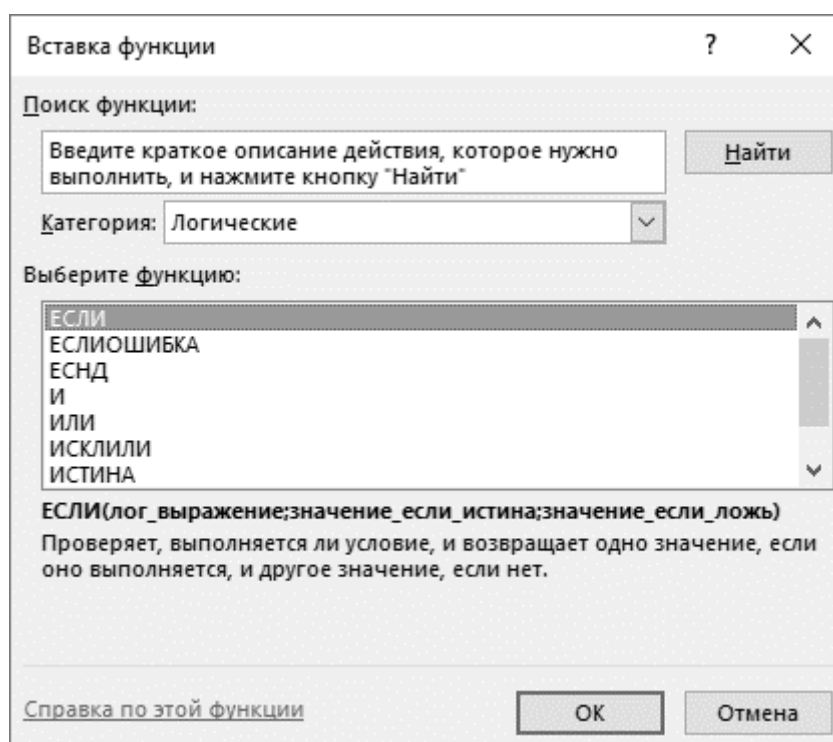 Вставка функции
?
Поиск функции:
Введите краткое описание действия, которое нужно
выполнить, и нажмите кнопку "Найти"
Найти
Категория: Логические
Выберите функцию:
ЕСЛИ
ЕСЛИОШИБКА
ЕСНД
И
ИЛИ
ИСКЛИЛИ
ИСТИНА
ЕСЛИ(лог_выражение;значение_если_истина;значение_если_ложь)
Проверяет, выполняется ли условие, и возвращает одно значение, если
оно выполняется, и другое значение, если нет.
Справка по этой функции
ОК
Отмена